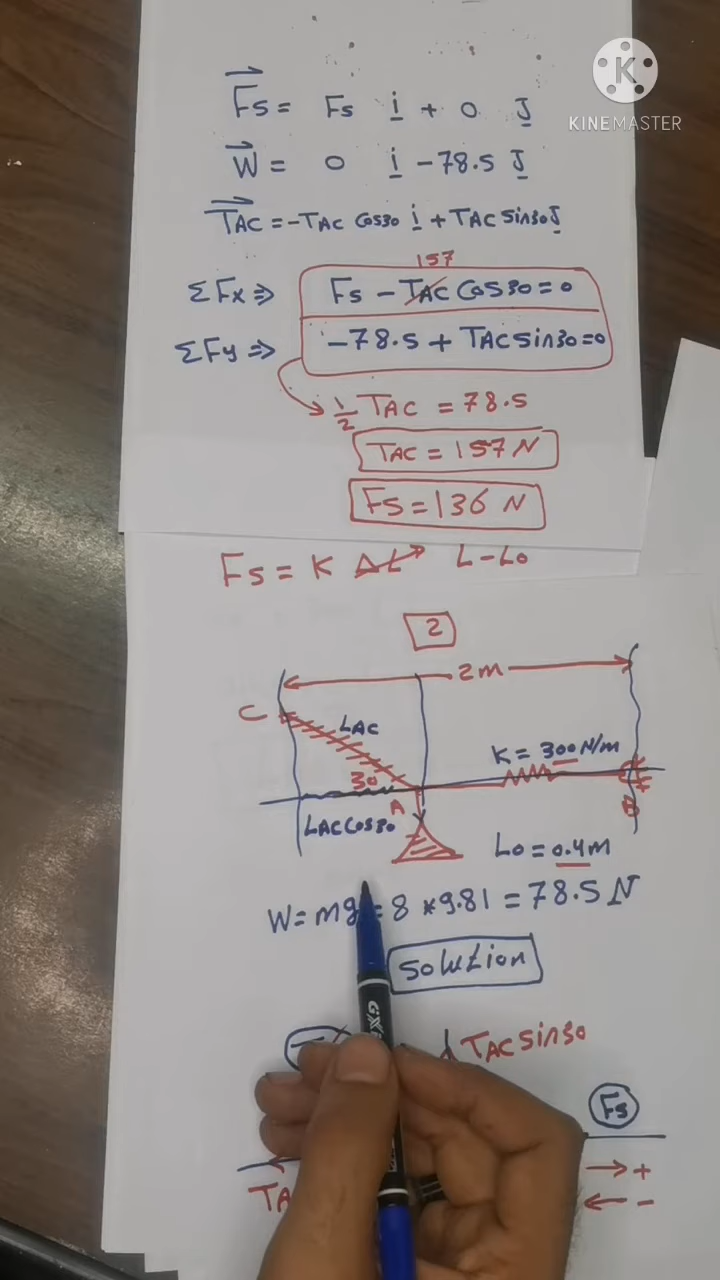 K
KINEMASTER
Fs = Fs i + 0 J
W = 0 i -78.5 J
TAC = -TAC Cos30 i + TAC Sin30 J
157
ΣFx ⇒ Fs - TAC Cos30 = 0
ΣFy ⇒ -78.5 + TAC Sin30 = 0
1/2 TAC = 78.5
TAC = 157 N
Fs = 136 N
Fs = K ΔL L-Lo
2
2m
C
LAC
K = 300 N/m
30
A
B
LAC Cos30
Lo = 0.4m
W = mg = 8 * 9.81 = 78.5 N
Solution
TAC Sin30
Fs
TA
+
-